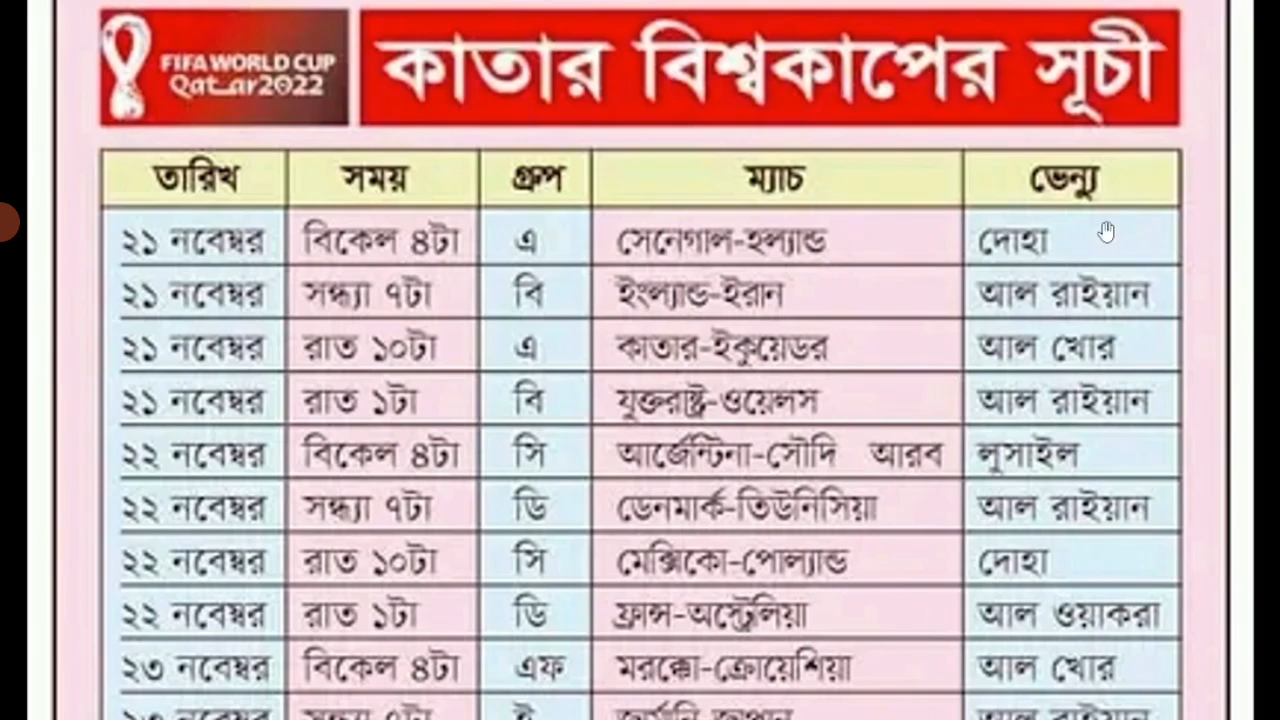 FIFA WORLD CUP
Qatar2022
কাতার বিশ্বকাপের সূচী
তারিখ সময় গ্রুপ ম্যাচ ভেন্যু
২১ নবেম্বর বিকেল ৪টা এ সেনেগাল-হল্যান্ড দোহা
২১ নবেম্বর সন্ধ্যা ৭টা বি ইংল্যান্ড-ইরান আল রাইয়ান
২১ নবেম্বর রাত ১০টা এ কাতার-ইকুয়েডর আল খোর
২১ নবেম্বর রাত ১টা বি যুক্তরাষ্ট্র-ওয়েলস আল রাইয়ান
২২ নবেম্বর বিকেল ৪টা সি আর্জেন্টিনা-সৌদি আরব লুসাইল
২২ নবেম্বর সন্ধ্যা ৭টা ডি ডেনমার্ক-তিউনিসিয়া আল রাইয়ান
২২ নবেম্বর রাত ১০টা সি মেক্সিকো-পোল্যান্ড দোহা
২২ নবেম্বর রাত ১টা ডি ফ্রান্স-অস্ট্রেলিয়া আল ওয়াকরা
২৩ নবেম্বর বিকেল ৪টা এফ মরক্কো-ক্রোয়েশিয়া আল খোর